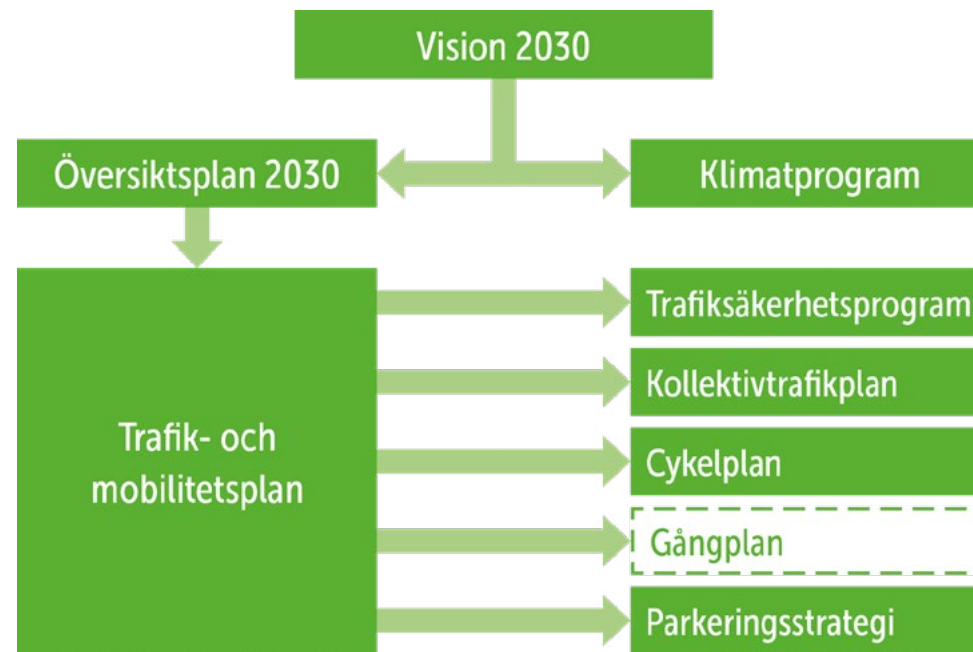 Vision 2030
Översiktsplan 2030
Klimatprogram
Trafik- och
mobilitetsplan
Trafiksäkerhetsprogram
Kollektivtrafikplan
Cykelplan
Gångplan
Parkeringsstrategi